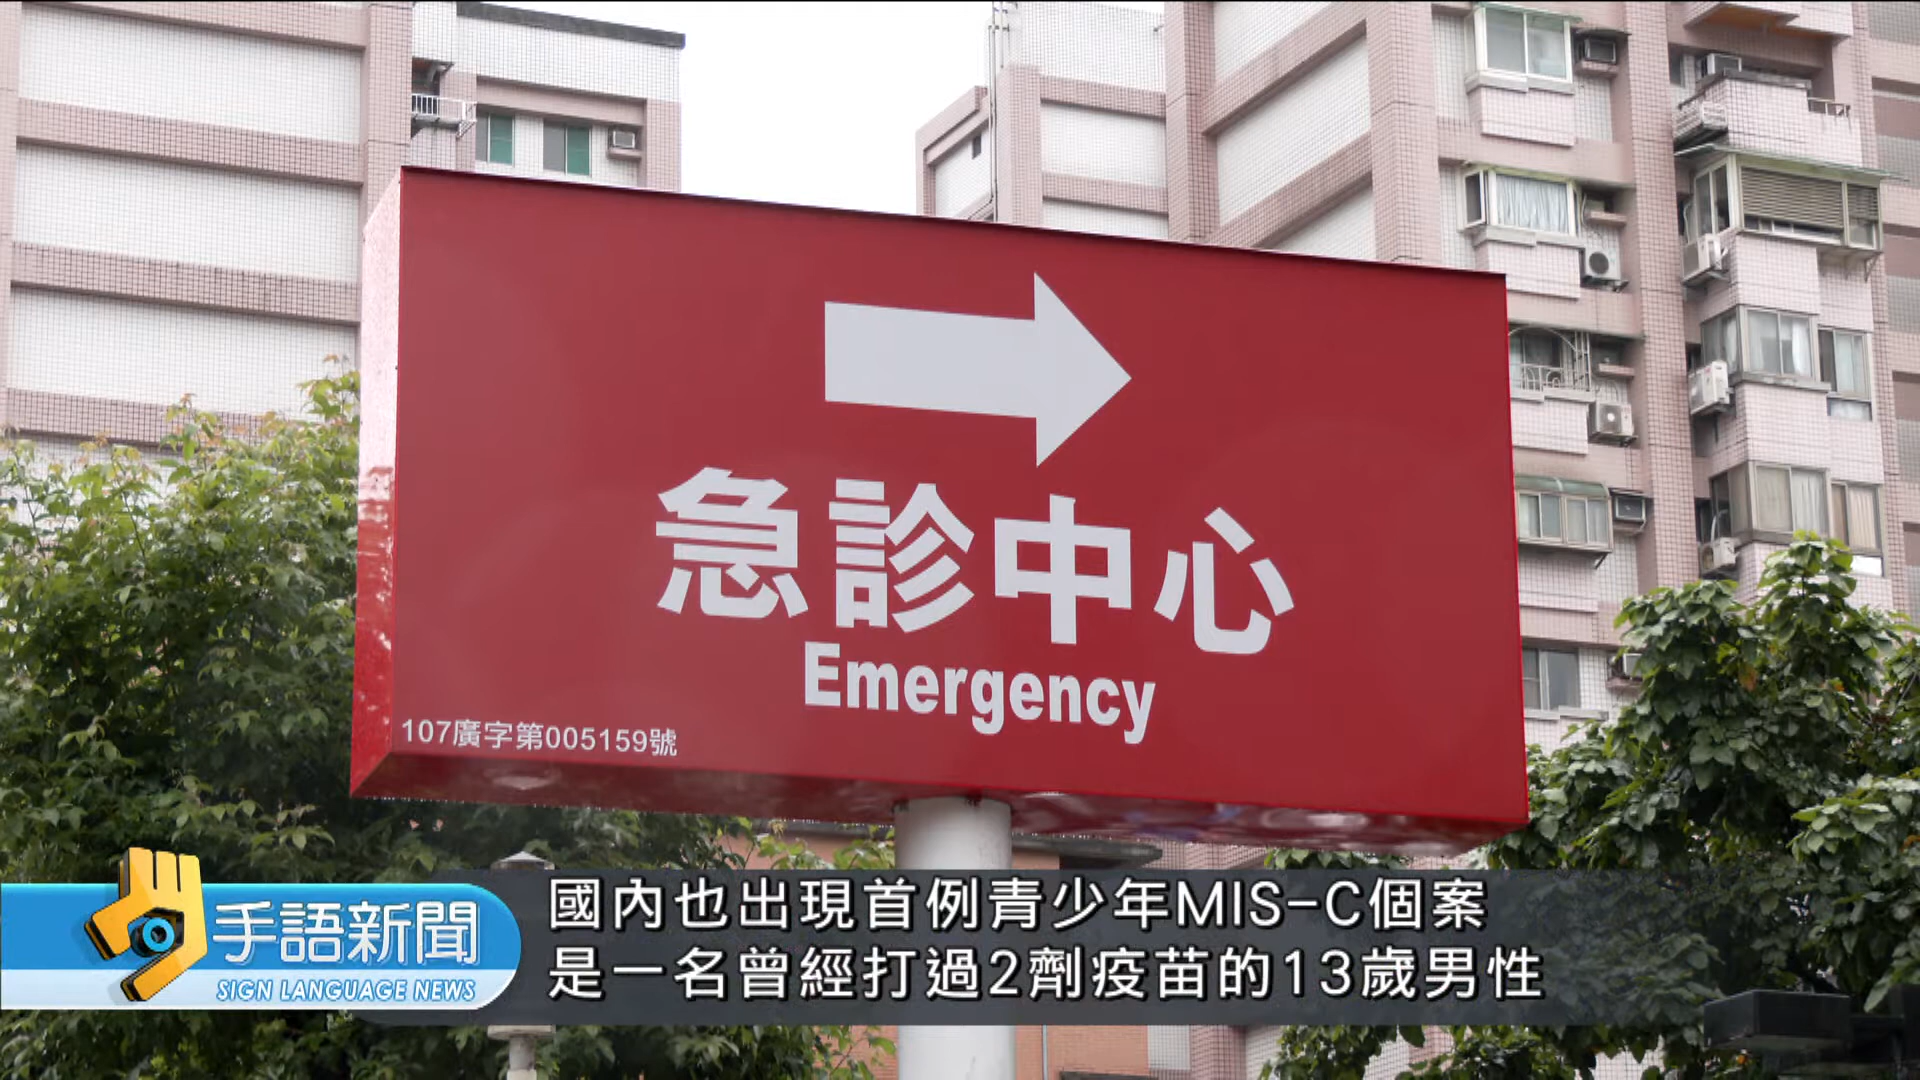 急診中心
Emergency
107廣字第005159號
手語新聞
SIGN LANGUAGE NEWS
國內也出現首例青少年MIS-C個案
是一名曾經打過2劑疫苗的13歲男性